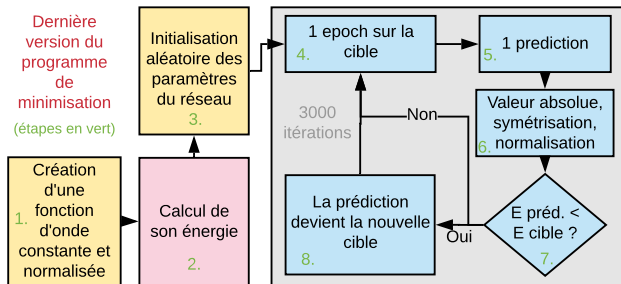 Dernière
version du
programme
de
minimisation
(étapes en vert)
1.
Création
d'une
fonction
d'onde
constante et
normalisée
Calcul de
son énergie
2.
Initialisation
aléatoire des
paramètres
du réseau
3.
1 epoch sur la
cible
4.
1 prediction
5.
Valeur absolue,
symétrisation,
normalisation
6.
E préd. <
E cible ?
7.
Non
Oui
3000
itérations
La prédiction
devient la nouvelle
cible
8.